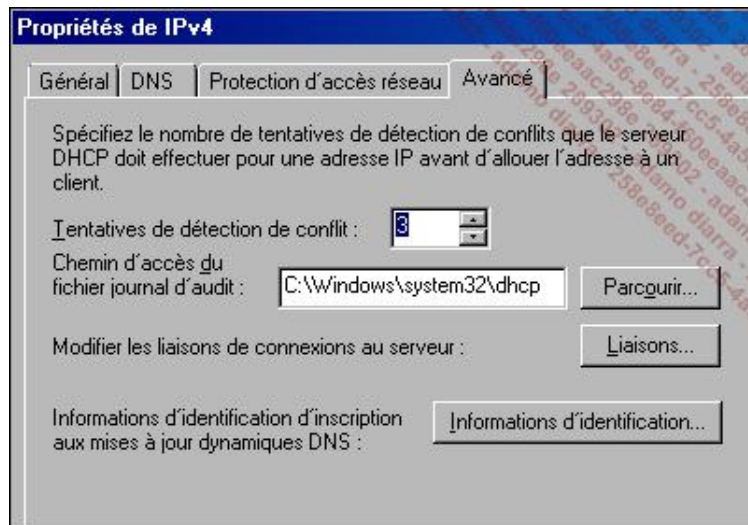 Propriétés de IPv4
Général DNS Protection d'accès réseau Avancé
Spécifiez le nombre de tentatives de détection de conflits que le serveur
DHCP doit effectuer pour une adresse IP avant d'allouer l'adresse à un
client.
Tentatives de détection de conflit : 3
Chemin d'accès du
fichier journal d'audit : C:\Windows\system32\dhcp Parcourir...
Modifier les liaisons de connexions au serveur : Liaisons...
Informations d'identification d'inscription
aux mises à jour dynamiques DNS : Informations d'identification...